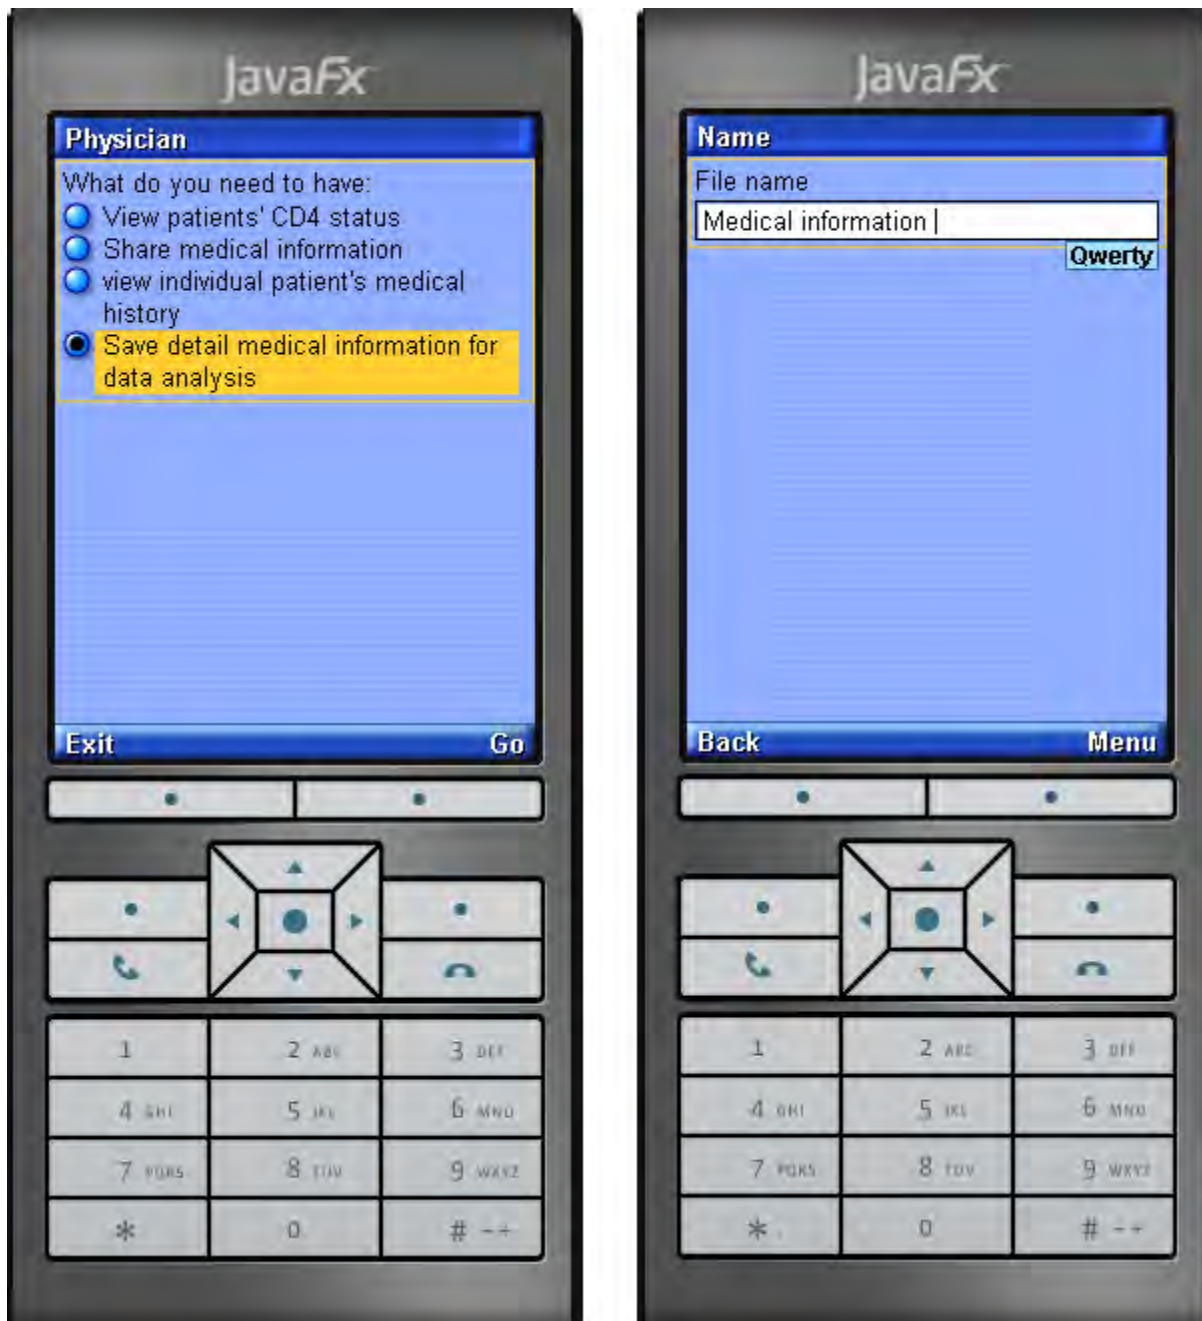 JavaFx
Physician
What do you need to have:
View patients' CD4 status
Share medical information
view individual patient's medical
history
Save detail medical information for
data analysis
Exit Go
1 2 ABC 3 DEF
4 GHI 5 JKL 6 MNO
7 PQRS 8 TUV 9 WXYZ
* 0 # -+
JavaFx
Name
File name
Medical information
Qwerty
Back Menu
1 2 ABC 3 DEF
4 GHI 5 JKL 6 MNO
7 PQRS 8 TUV 9 WXYZ
* 0 # -+